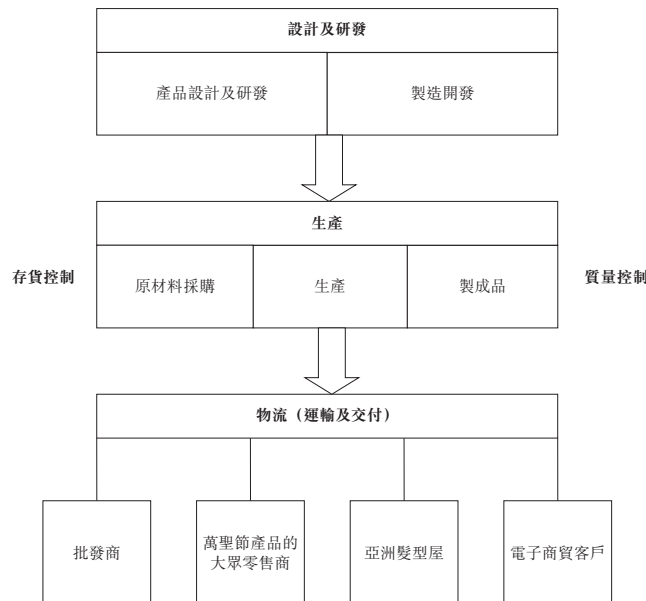 設計及研發
產品設計及研發
製造開發
生產
存貨控制
原材料採購
生產
製成品
質量控制
物流（運輸及交付）
批發商
萬聖節產品的
大眾零售商
亞洲髮型屋
電子商貿客戶